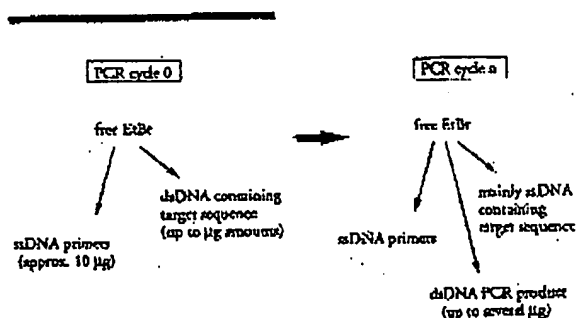 PCR cycle 0
free EtBr
dsDNA containing
target sequence
(up to µg amounts)
ssDNA primers
(approx. 10 µg)
PCR cycle n
free EtBr
mainly ssDNA
containing
target sequence
ssDNA primers
dsDNA PCR product
(up to several µg)